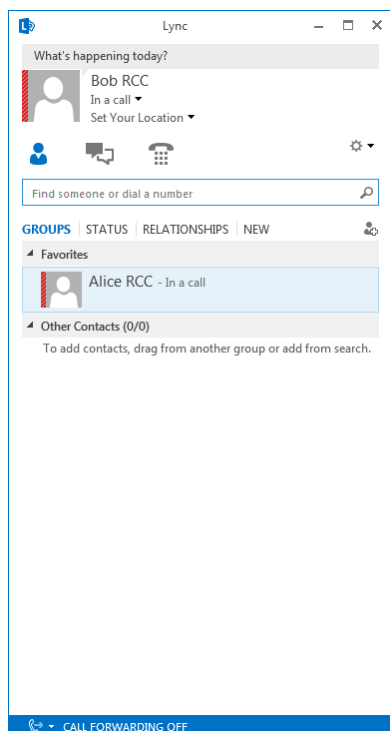 Lync
What's happening today?
Bob RCC
In a call
Set Your Location
Find someone or dial a number
GROUPS STATUS RELATIONSHIPS NEW
Favorites
Alice RCC - In a call
Other Contacts (0/0)
To add contacts, drag from another group or add from search.
CALL FORWARDING OFF